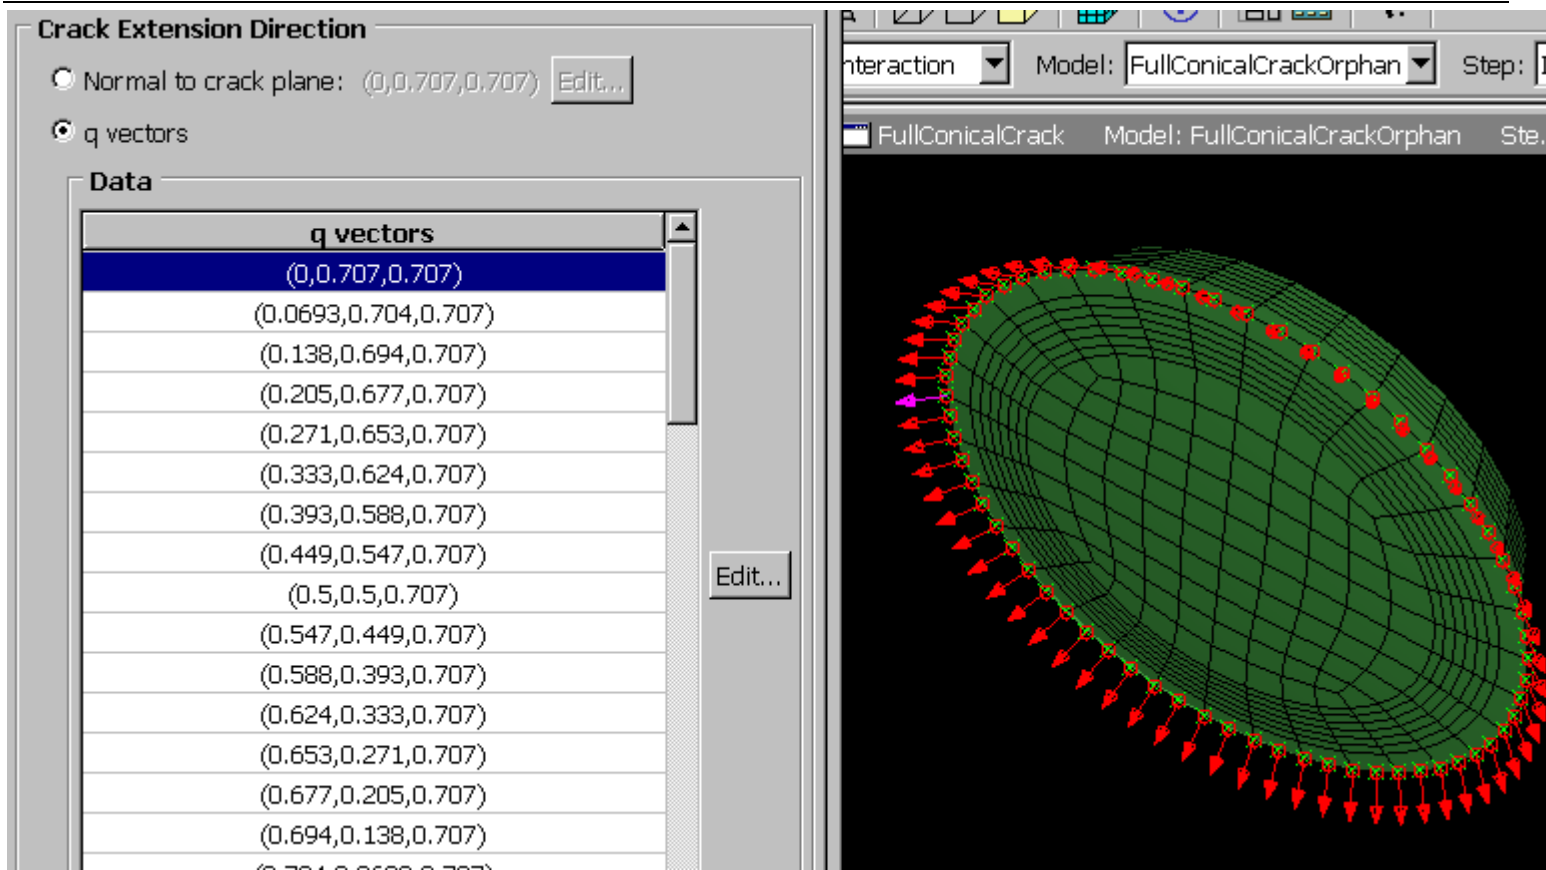 Crack Extension Direction
Normal to crack plane: (0,0.707,0.707) Edit...
q vectors
Data
q vectors
(0,0.707,0.707)
(0.0693,0.704,0.707)
(0.138,0.694,0.707)
(0.205,0.677,0.707)
(0.271,0.653,0.707)
(0.333,0.624,0.707)
(0.393,0.588,0.707)
(0.449,0.547,0.707)
(0.5,0.5,0.707)
(0.547,0.449,0.707)
(0.588,0.393,0.707)
(0.624,0.333,0.707)
(0.653,0.271,0.707)
(0.677,0.205,0.707)
(0.694,0.138,0.707)
Edit...
nteraction Model: FullConicalCrackOrphan Step:
FullConicalCrack Model: FullConicalCrackOrphan Ste.